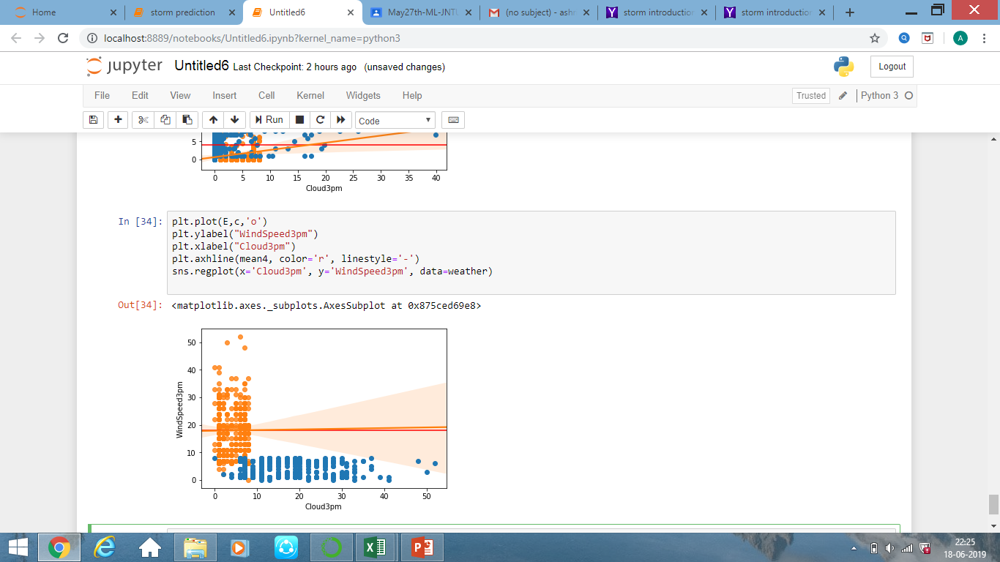 Home
storm prediction
Untitled6
May27th-ML-JNTU
(no subject) - ashr
storm introduction
storm introduction
localhost:8889/notebooks/Untitled6.ipynb?kernel_name=python3
A
jupyter Untitled6 Last Checkpoint: 2 hours ago (unsaved changes)
Logout
File Edit View Insert Cell Kernel Widgets Help
Trusted Python 3
Run Code
5
0
0 5 10 15 20 25 30 35 40
Cloud3pm
In [34]: plt.plot(E,c,'o')
plt.ylabel("WindSpeed3pm")
plt.xlabel("Cloud3pm")
plt.axhline(mean4, color='r', linestyle='-')
sns.regplot(x='Cloud3pm', y='WindSpeed3pm', data=weather)
Out[34]: <matplotlib.axes._subplots.AxesSubplot at 0x875ced69e8>
50
40
30
20
10
0
WindSpeed3pm
0 10 20 30 40 50
Cloud3pm
22:25
18-06-2019